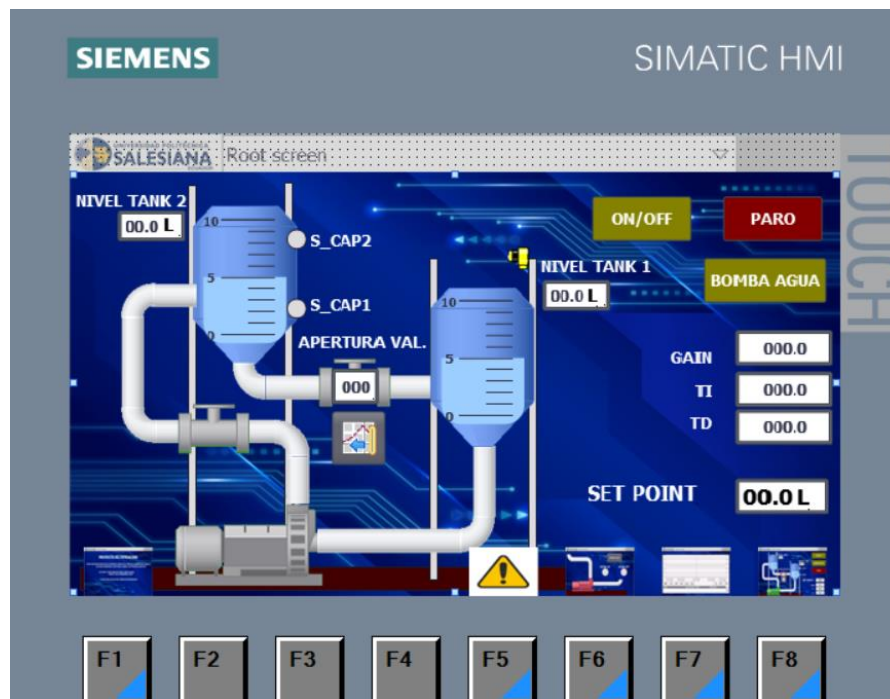 SIEMENS
SIMATIC HMI
UNIVERSIDAD POLITÉCNICA
SALESIANA
Root screen
TOUCH
NIVEL TANK 2
00.0 L
10
5
0
S_CAP2
S_CAP1
ON/OFF
PARO
BOMBA AGUA
NIVEL TANK 1
00.0 L
10
5
0
APERTURA VAL.
000
GAIN
000.0
TI
000.0
TD
000.0
SET POINT
00.0 L
F1
F2
F3
F4
F5
F6
F7
F8